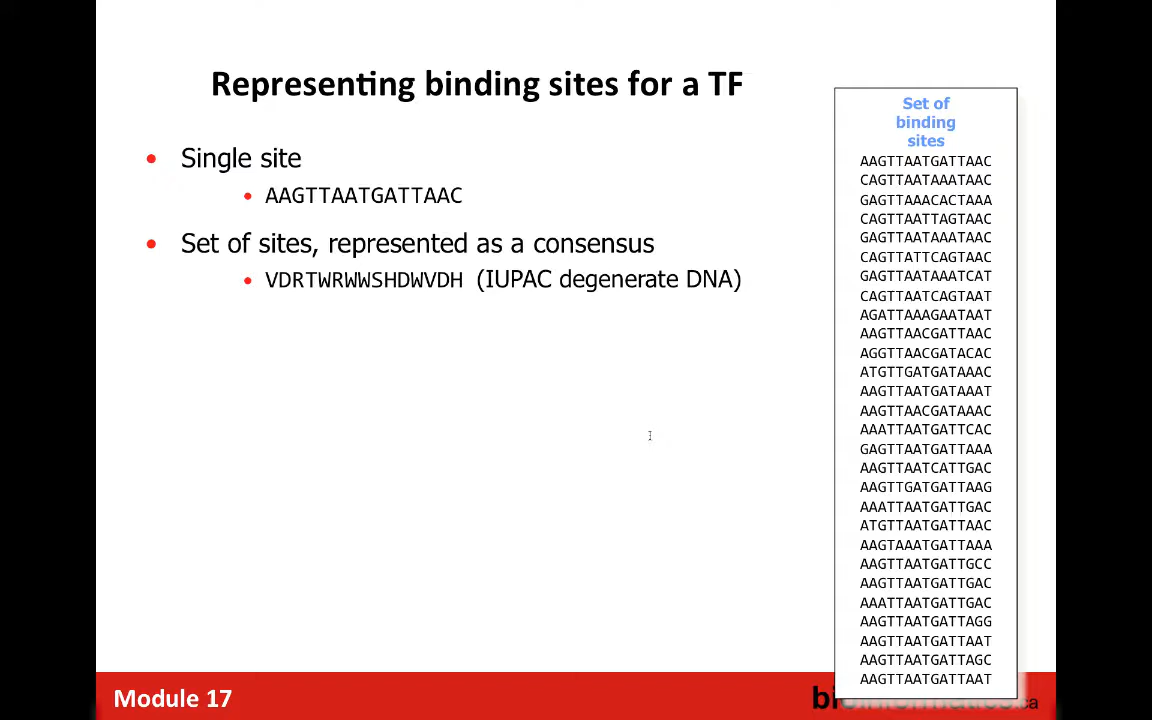 Representing binding sites for a TF
Single site
AAGTTAATGATTAAC
Set of sites, represented as a consensus
VDRTWRWWSHDWVDH (IUPAC degenerate DNA)
Set of
binding
sites
AAGTTAATGATTAAC
CAGTTAATAAATAAC
GAGTTAAACACTAAA
CAGTTAATTAGTAAC
GAGTTAATAAATAAC
CAGTTATTCAGTAAC
GAGTTAATAAATCAT
CAGTTAATCAGTAAT
AGATTAAAGAATAAT
AAGTTAACGATTAAC
AGGTTAACGATACAC
ATGTTGATGATAAAC
AAGTTAATGATAAAT
AAGTTAACGATAAAC
AAATTAATGATTCAC
GAGTTAATGATTAAA
AAGTTAATCATTGAC
AAGTTGATGATTAAG
AAATTAATGATTGAC
ATGTTAATGATTAAC
AAGTAAATGATTAAA
AAGTTAATGATTGCC
AAGTTAATGATTGAC
AAATTAATGATTGAC
AAGTTAATGATTAGG
AAGTTAATGATTAAT
AAGTTAATGATTAGC
AAGTTAATGATTAAT
Module 17